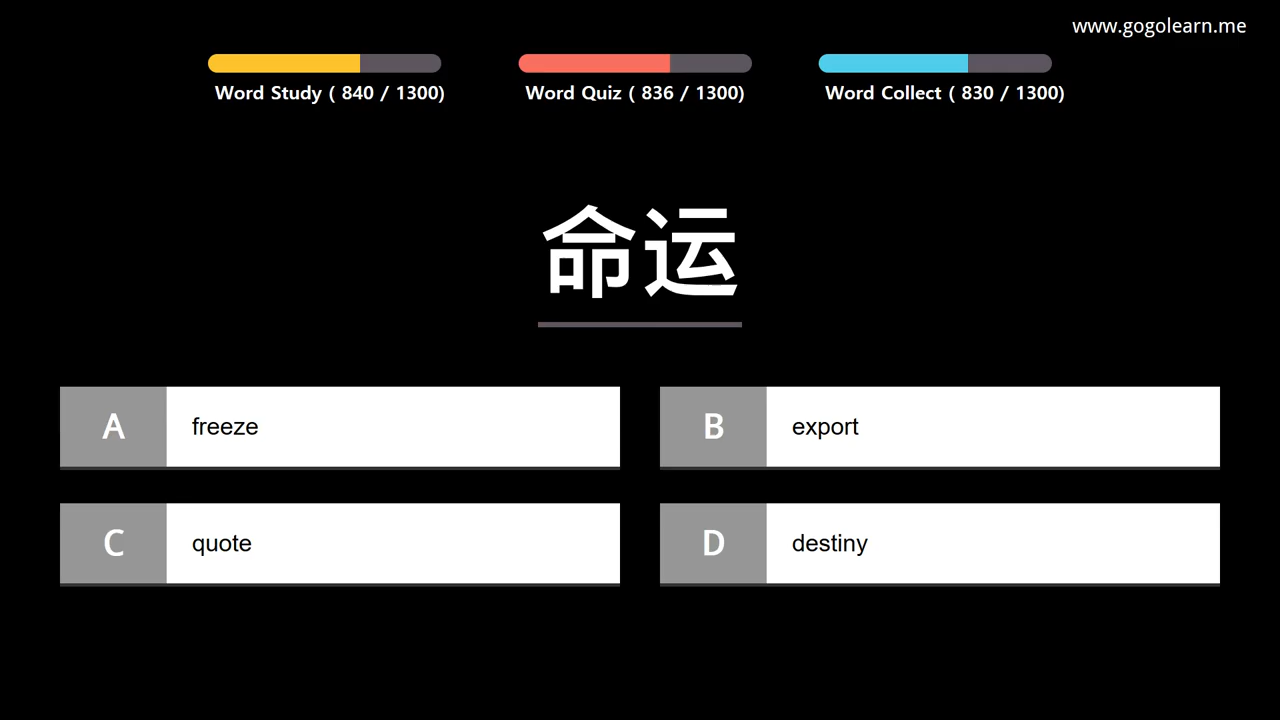 www.gogolearn.me
Word Study ( 840 / 1300)
Word Quiz ( 836 / 1300)
Word Collect ( 830 / 1300)
命运
A freeze
B export
C quote
D destiny